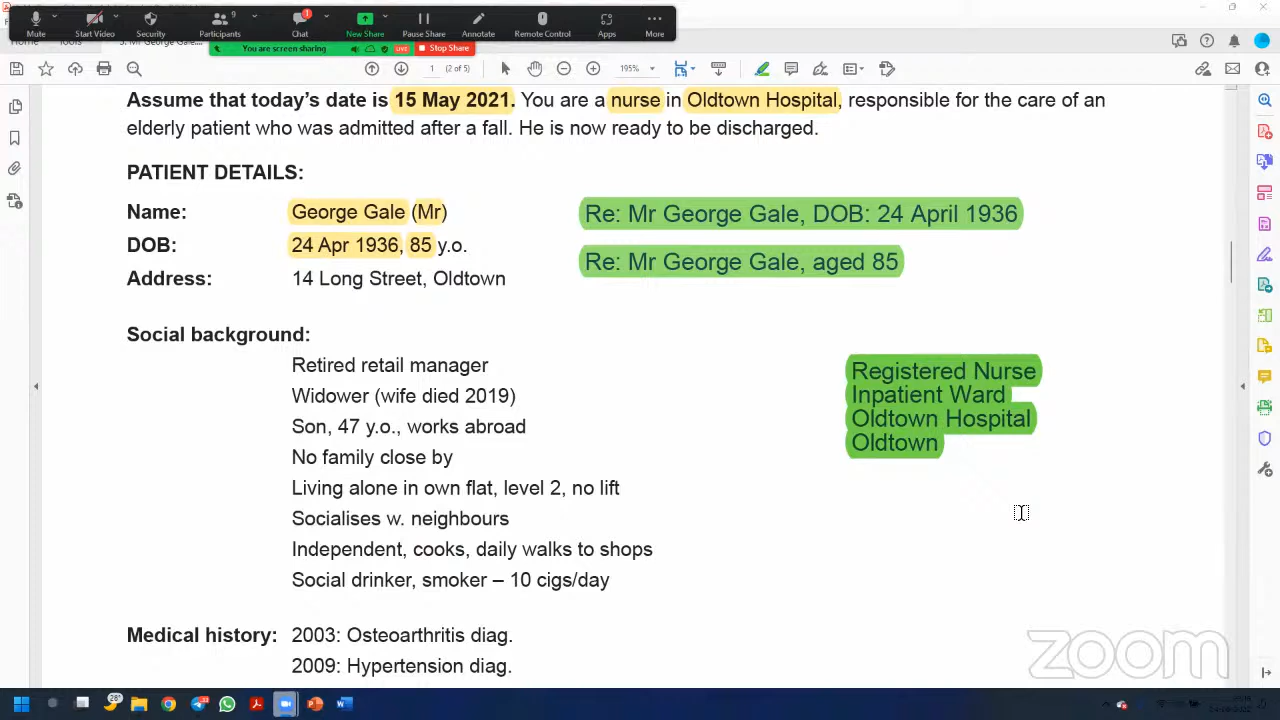 Mute
Start Video
Security
9
Participants
1
Chat
New Share
Pause Share
Annotate
Remote Control
Apps
More
You are screen sharing
LIVE
Stop Share
1 (2 of 5)
195%
Assume that today's date is 15 May 2021. You are a nurse in Oldtown Hospital, responsible for the care of an
elderly patient who was admitted after a fall. He is now ready to be discharged.
PATIENT DETAILS:
Name: George Gale (Mr)
Re: Mr George Gale, DOB: 24 April 1936
DOB: 24 Apr 1936, 85 y.o.
Re: Mr George Gale, aged 85
Address: 14 Long Street, Oldtown
Social background:
Retired retail manager
Registered Nurse
Widower (wife died 2019)
Inpatient Ward
Son, 47 y.o., works abroad
Oldtown Hospital
Oldtown
No family close by
Living alone in own flat, level 2, no lift
Socialises w. neighbours
Independent, cooks, daily walks to shops
Social drinker, smoker – 10 cigs/day
Medical history: 2003: Osteoarthritis diag.
2009: Hypertension diag.
zoom
28°